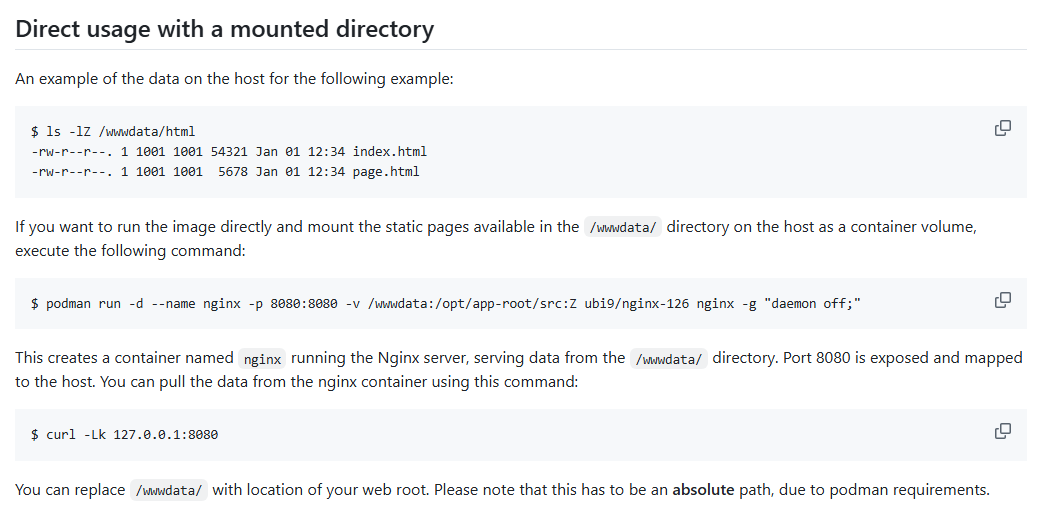 Direct usage with a mounted directory
An example of the data on the host for the following example:
$ ls -lZ /wwwdata/html
-rw-r--r--. 1 1001 1001 54321 Jan 01 12:34 index.html
-rw-r--r--. 1 1001 1001  5678 Jan 01 12:34 page.html
If you want to run the image directly and mount the static pages available in the /wwwdata/ directory on the host as a container volume,
execute the following command:
$ podman run -d --name nginx -p 8080:8080 -v /wwwdata:/opt/app-root/src:Z ubi9/nginx-126 nginx -g "daemon off;"
This creates a container named nginx running the Nginx server, serving data from the /wwwdata/ directory. Port 8080 is exposed and mapped
to the host. You can pull the data from the nginx container using this command:
$ curl -Lk 127.0.0.1:8080
You can replace /wwwdata/ with location of your web root. Please note that this has to be an absolute path, due to podman requirements.